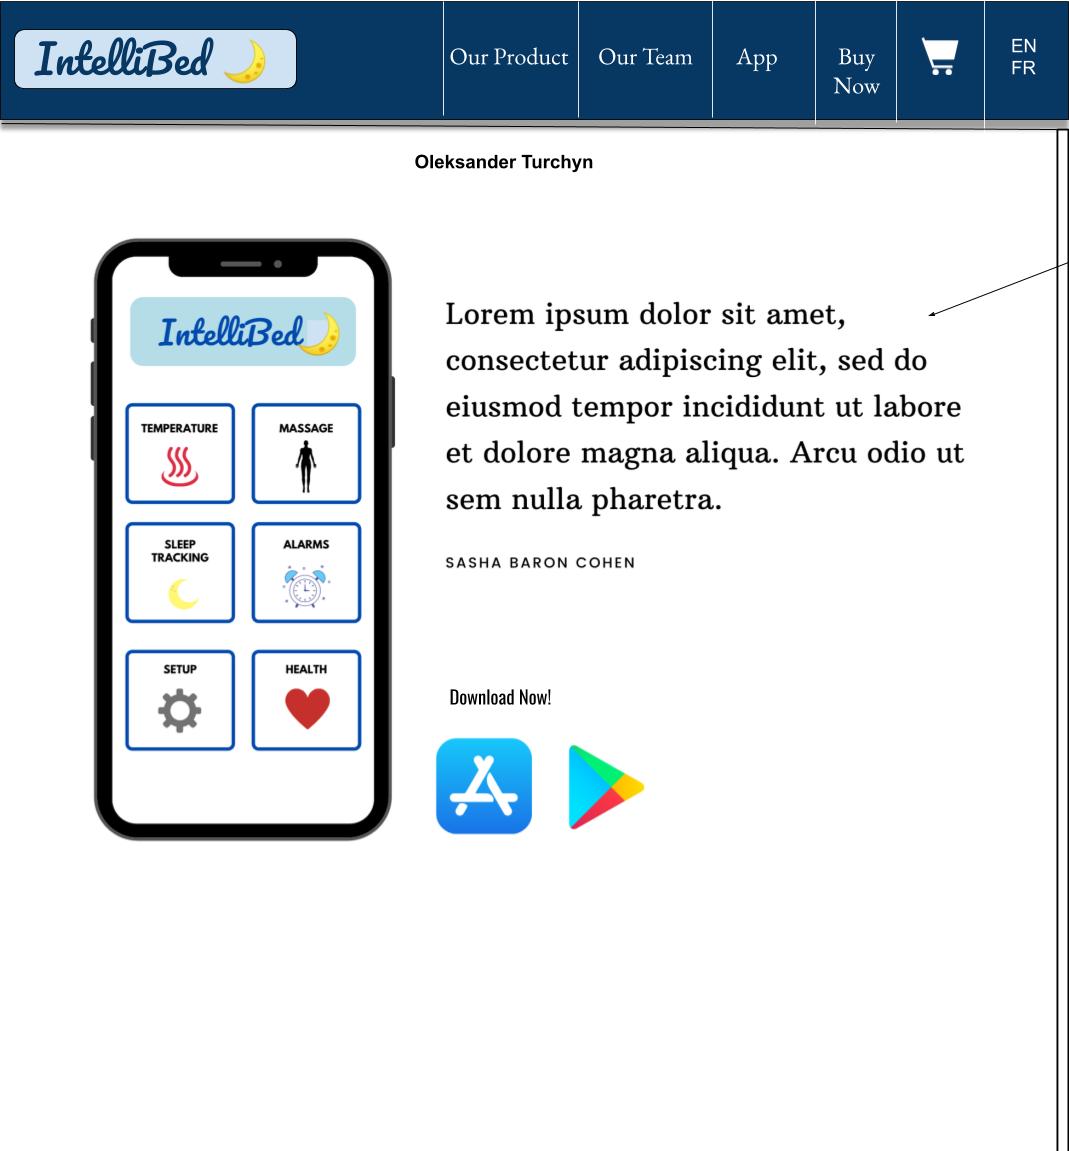 IntelliBed
Our Product
Our Team
App
Buy
Now
EN
FR
Oleksander Turchyn
IntelliBed
TEMPERATURE
MASSAGE
SLEEP
TRACKING
ALARMS
SETUP
HEALTH
Lorem ipsum dolor sit amet,
consectetur adipiscing elit, sed do
eiusmod tempor incididunt ut labore
et dolore magna aliqua. Arcu odio ut
sem nulla pharetra.
SASHA BARON COHEN
Download Now!